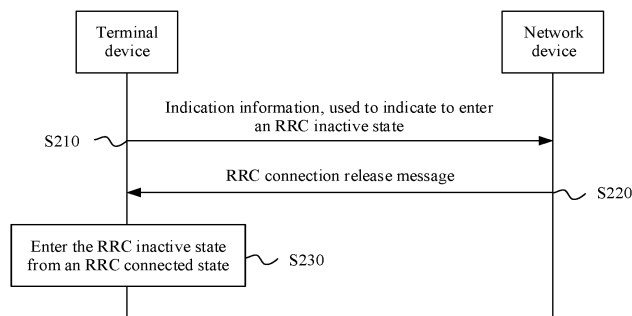 Terminal
device
Network
device
Indication information, used to indicate to enter
an RRC inactive state
S210
RRC connection release message
S220
Enter the RRC inactive state
from an RRC connected state
S230